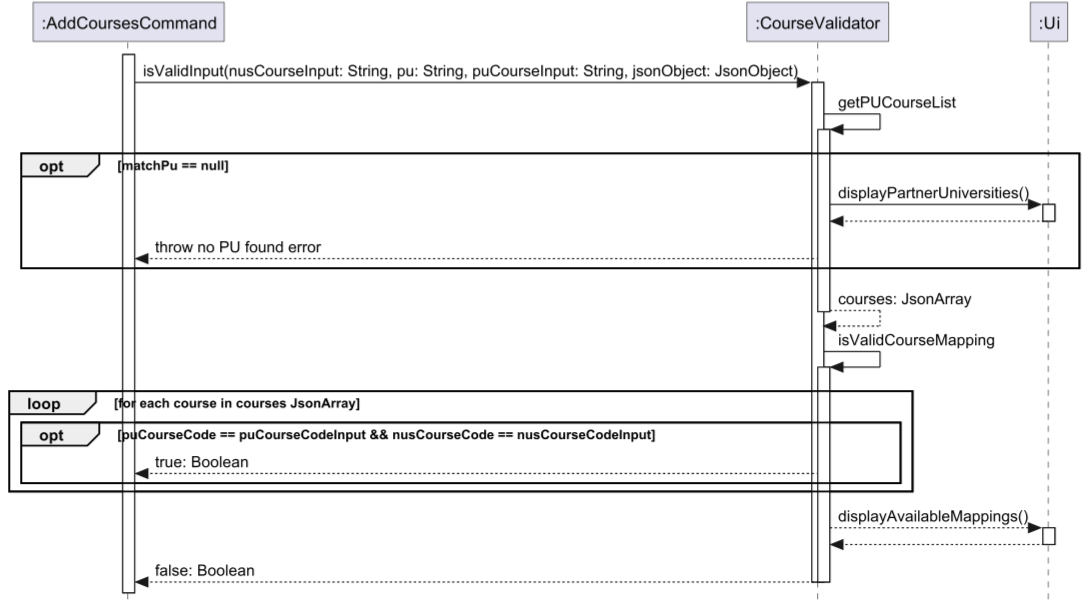 :AddCoursesCommand
:CourseValidator
:Ui
isValidInput(nusCourseInput: String, pu: String, puCourseInput: String, jsonObject: JsonObject)
getPUCourseList
opt
[matchPu == null]
displayPartnerUniversities()
throw no PU found error
courses: JsonArray
isValidCourseMapping
loop
[for each course in courses JsonArray]
opt
[puCourseCode == puCourseCodeInput && nusCourseCode == nusCourseCodeInput]
true: Boolean
displayAvailableMappings()
false: Boolean